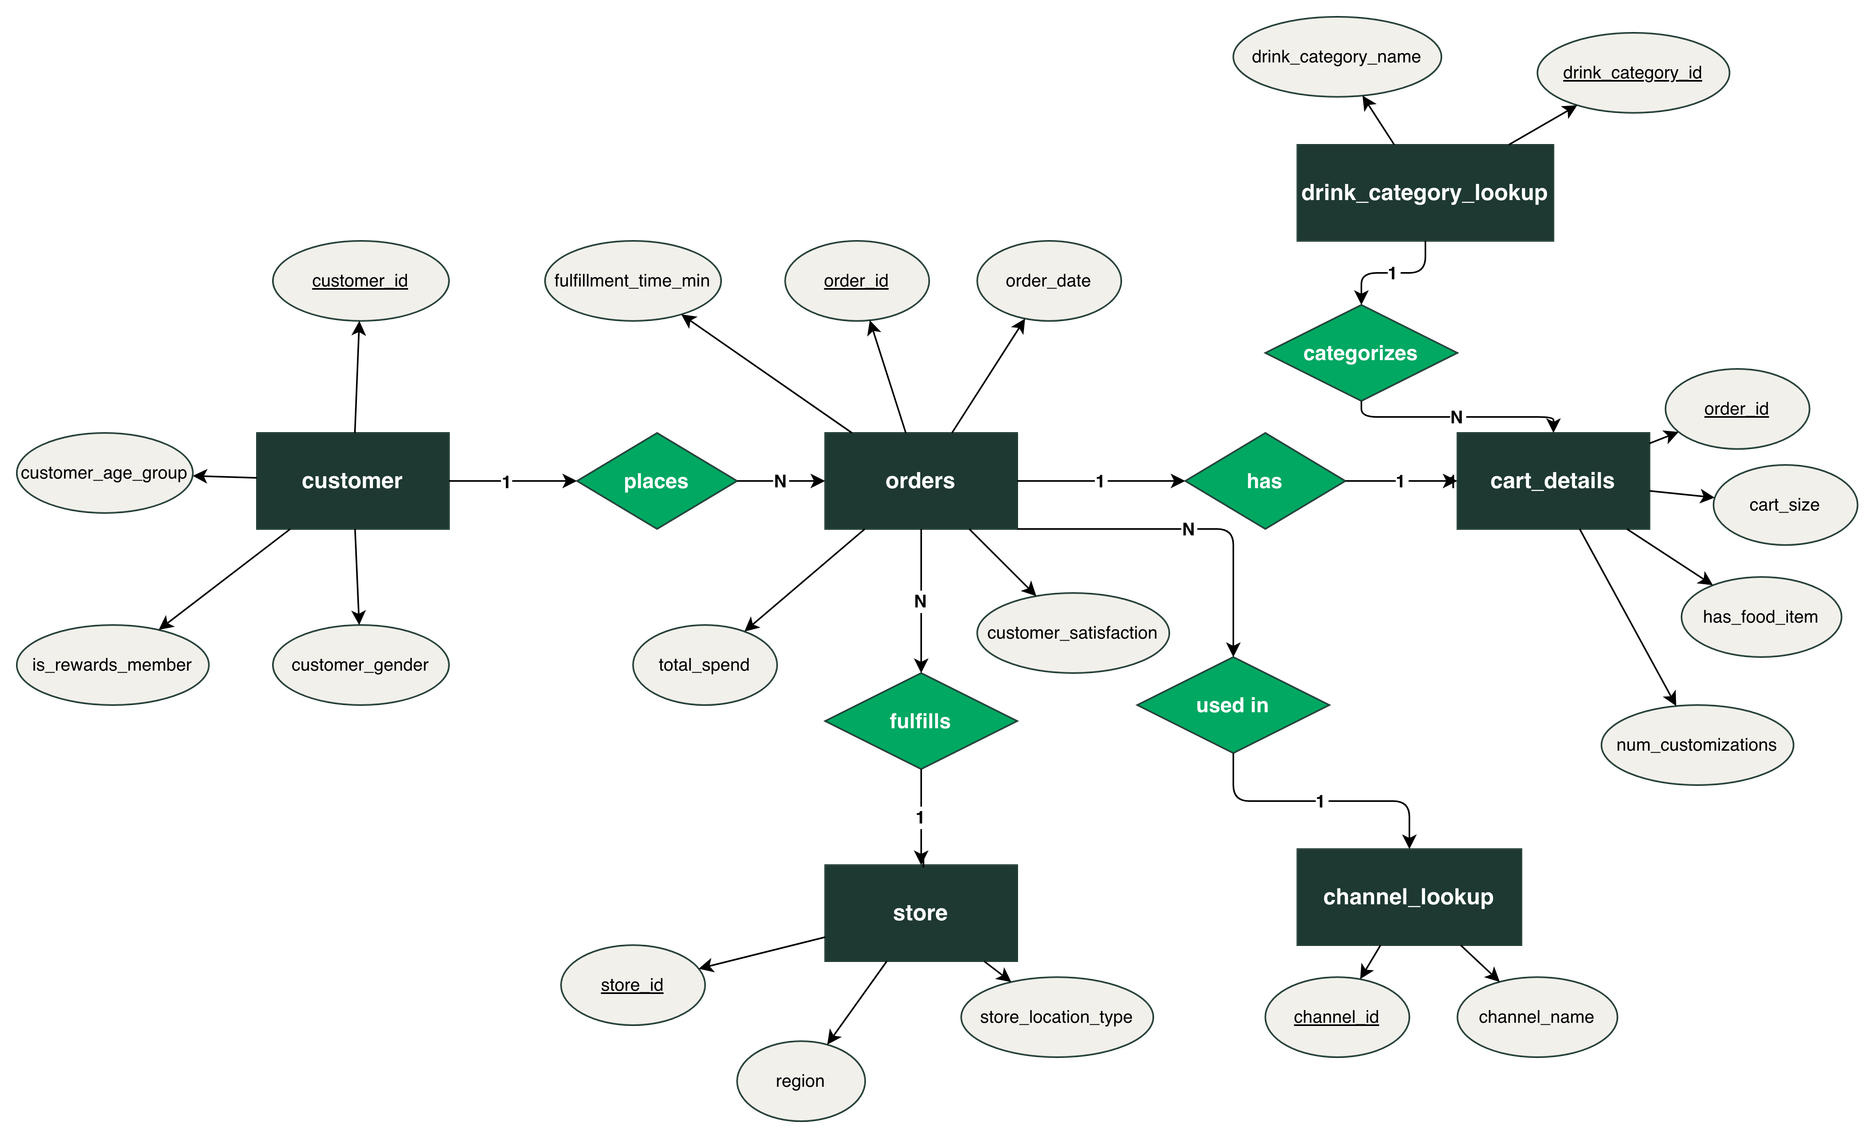 drink_category_name
drink_category_id
drink_category_lookup
customer_id
fulfillment_time_min
order_id
order_date
1
categorizes
order_id
N
customer_age_group
customer
1
places
N
orders
1
has
1
cart_details
cart_size
N
N
has_food_item
customer_satisfaction
is_rewards_member
customer_gender
total_spend
used in
fulfills
num_customizations
1
1
channel_lookup
store
store_id
store_location_type
channel_id
channel_name
region